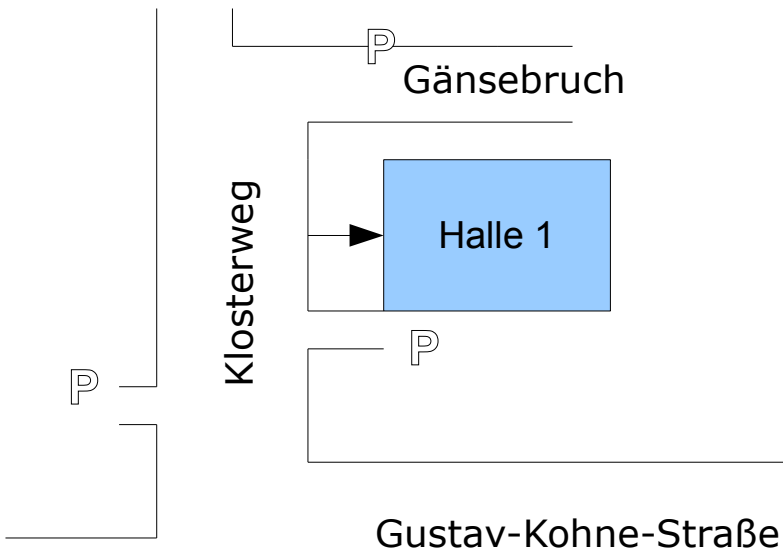 P
Gänsebruch
Klosterweg
Halle 1
P
P
Gustav-Kohne-Straße